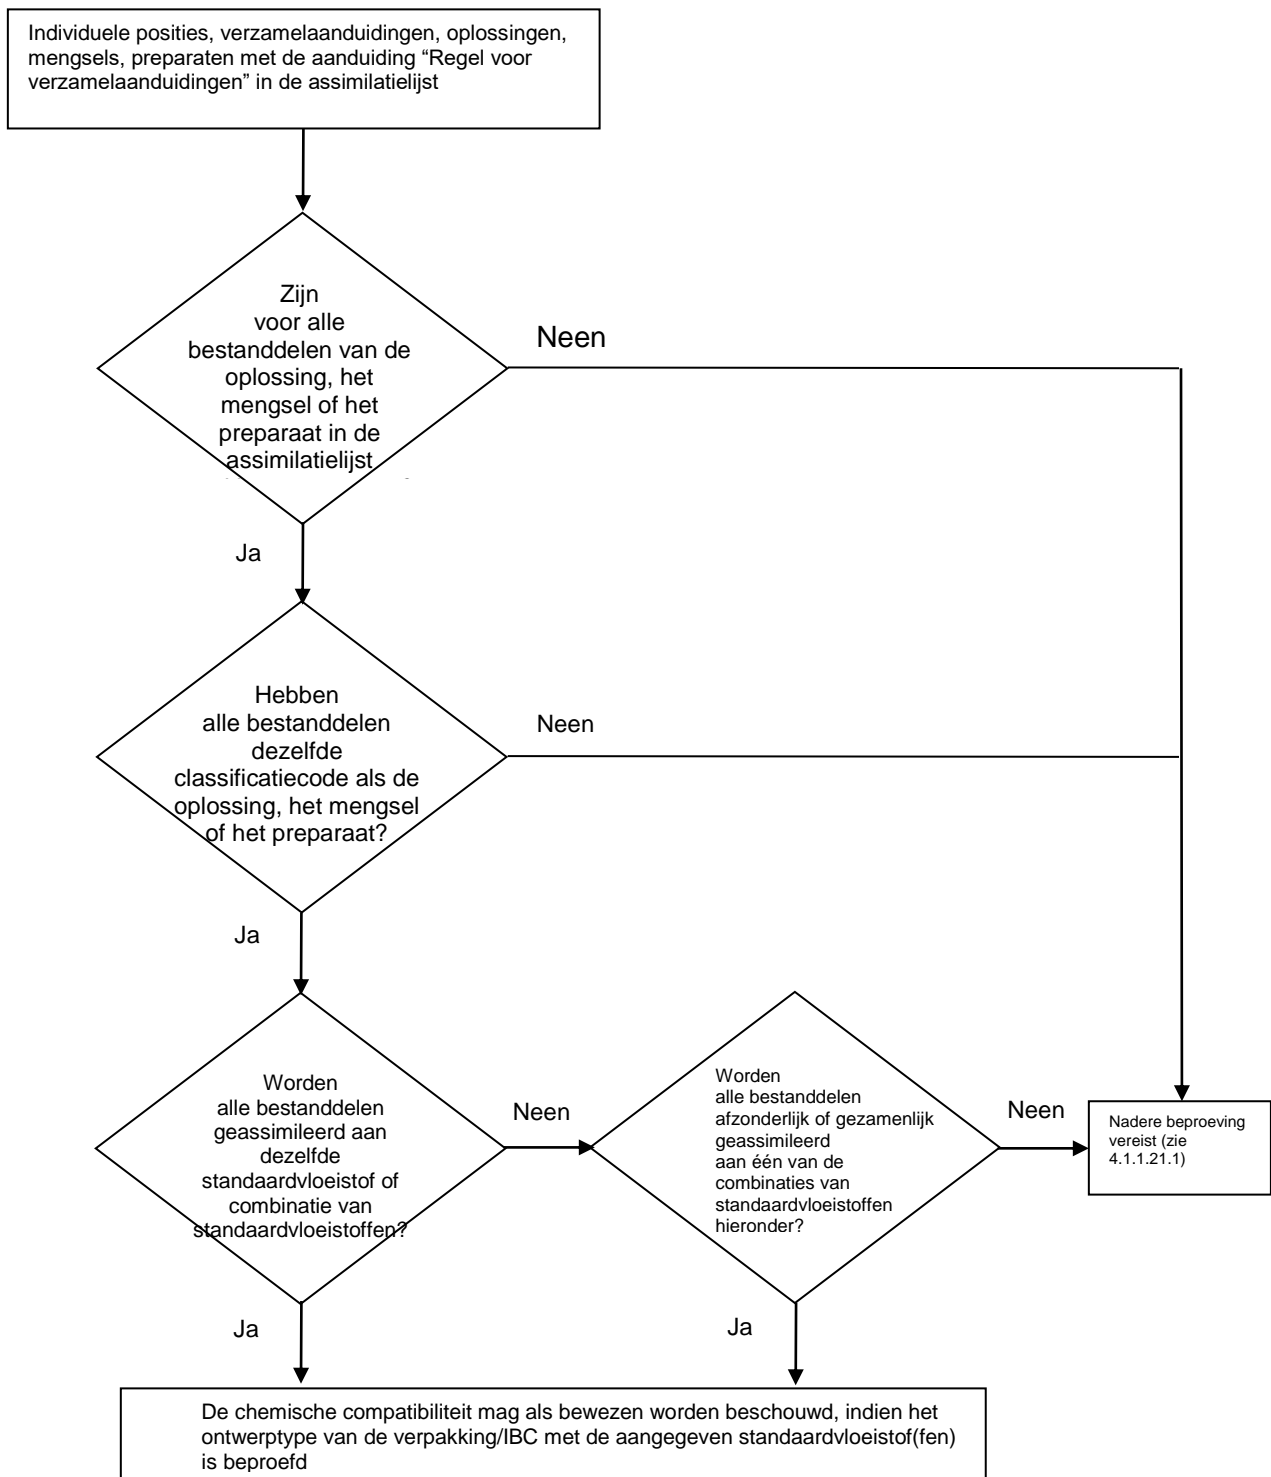 Individuele posities, verzamelaanduidingen, oplossingen,
mengsels, preparaten met de aanduiding “Regel voor
verzamelaanduidingen” in de assimilatielijst
Zijn
voor alle
bestanddelen van de
oplossing, het
mengsel of het
preparaat in de
assimilatielijst
Neen
Ja
Hebben
alle bestanddelen
dezelfde
classificatiecode als de
oplossing, het mengsel
of het preparaat?
Neen
Ja
Worden
alle bestanddelen
geassimileerd aan
dezelfde
standaardvloeistof of
combinatie van
standaardvloeistoffen?
Neen
Worden
alle bestanddelen
afzonderlijk of gezamenlijk
geassimileerd
aan één van de
combinaties van
standaardvloeistoffen
hieronder?
Neen
Nadere beproeving
vereist (zie
4.1.1.21.1)
Ja
Ja
De chemische compatibiliteit mag als bewezen worden beschouwd, indien het
ontwerptype van de verpakking/IBC met de aangegeven standaardvloeistof(fen)
is beproefd